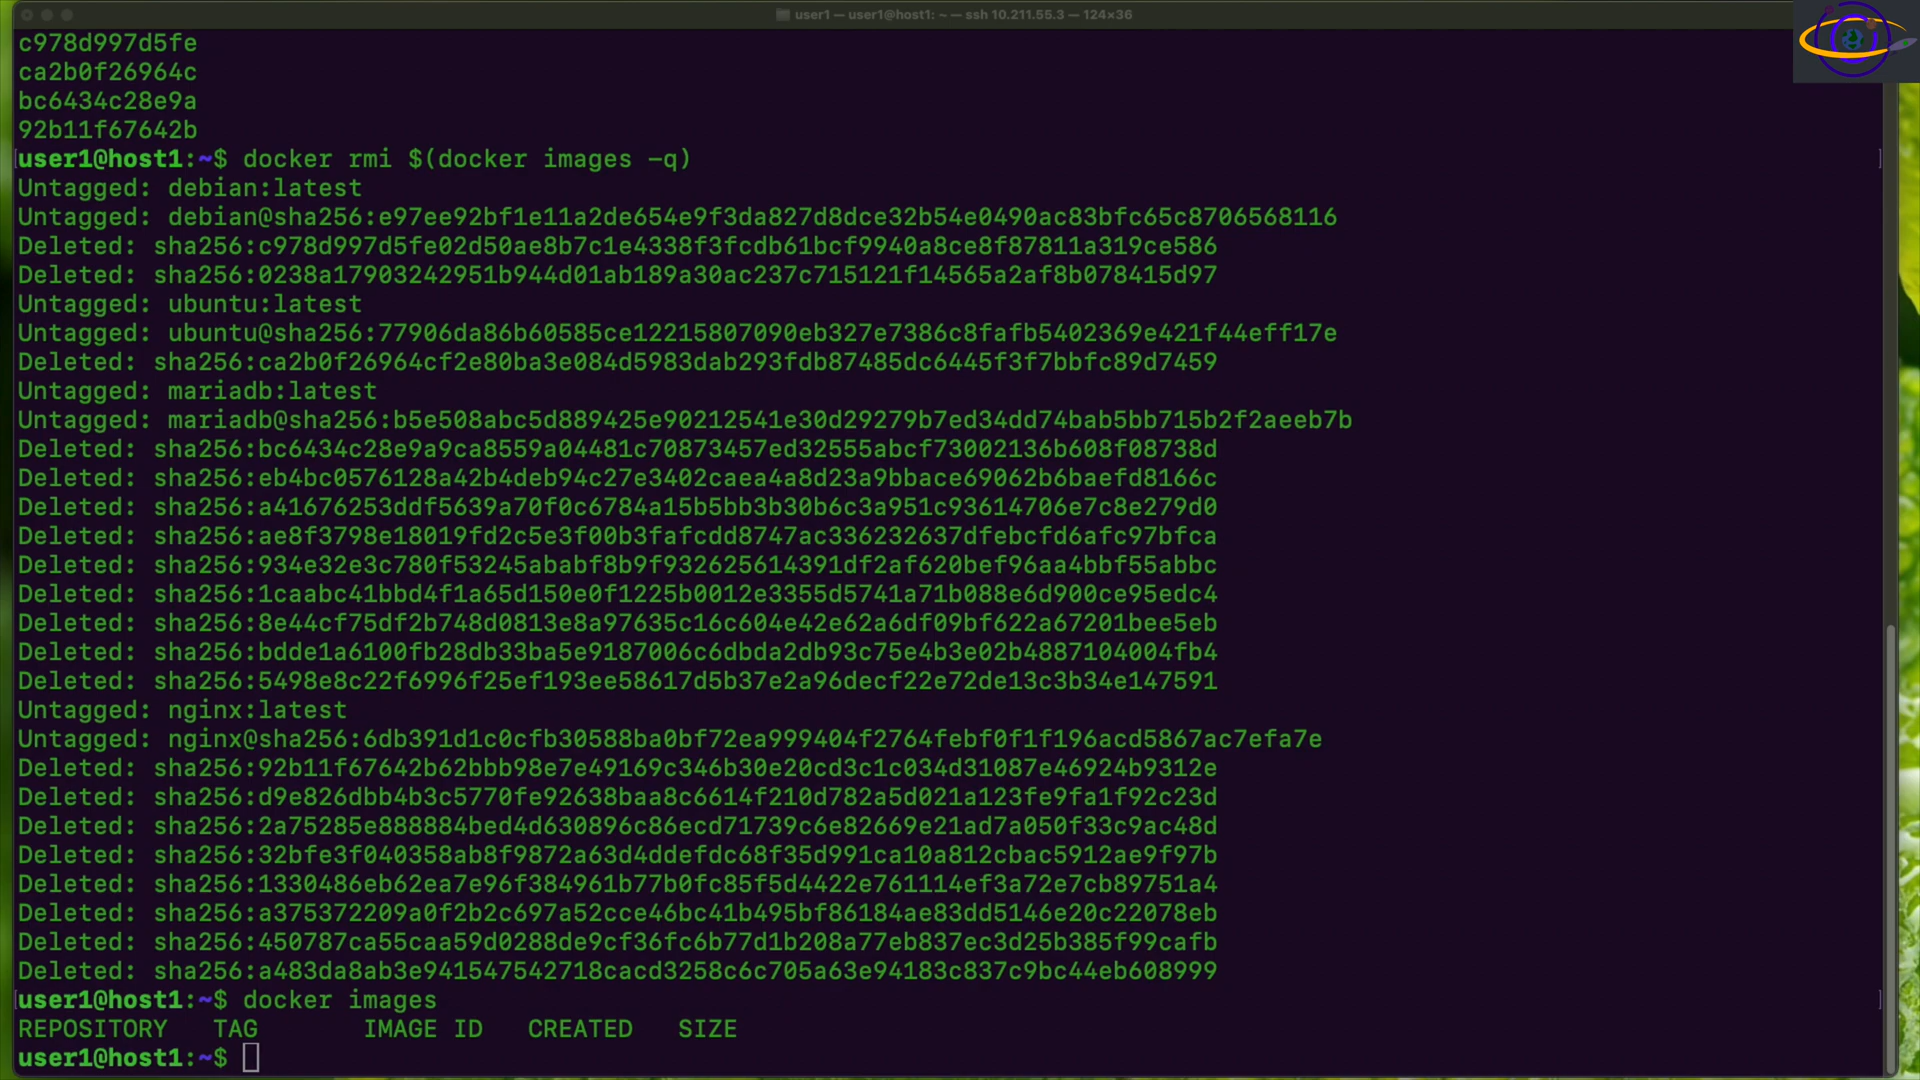 user1 — user1@host1: ~ — ssh 10.211.55.3 — 124×36
c978d997d5fe
ca2b0f26964c
bc6434c28e9a
92b11f67642b
user1@host1:~$ docker rmi $(docker images -q)
Untagged: debian:latest
Untagged: debian@sha256:e97ee92bf1e11a2de654e9f3da827d8dce32b54e0490ac83bfc65c8706568116
Deleted: sha256:c978d997d5fe02d50ae8b7c1e4338f3fcdb61bcf9940a8ce8f87811a319ce586
Deleted: sha256:0238a17903242951b944d01ab189a30ac237c715121f14565a2af8b078415d97
Untagged: ubuntu:latest
Untagged: ubuntu@sha256:77906da86b60585ce12215807090eb327e7386c8fafb5402369e421f44eff17e
Deleted: sha256:ca2b0f26964cf2e80ba3e084d5983dab293fdb87485dc6445f3f7bbfc89d7459
Untagged: mariadb:latest
Untagged: mariadb@sha256:b5e508abc5d889425e90212541e30d29279b7ed34dd74bab5bb715b2f2aeeb7b
Deleted: sha256:bc6434c28e9a9ca8559a04481c70873457ed32555abcf73002136b608f08738d
Deleted: sha256:eb4bc0576128a42b4deb94c27e3402caea4a8d23a9bbace69062b6baefd8166c
Deleted: sha256:a41676253ddf5639a70f0c6784a15b5bb3b30b6c3a951c93614706e7c8e279d0
Deleted: sha256:ae8f3798e18019fd2c5e3f00b3fafcdd8747ac336232637dfebcfd6afc97bfca
Deleted: sha256:934e32e3c780f53245ababf8b9f932625614391df2af620bef96aa4bbf55abbc
Deleted: sha256:1caabc41bbd4f1a65d150e0f1225b0012e3355d5741a71b088e6d900ce95edc4
Deleted: sha256:8e44cf75df2b748d0813e8a97635c16c604e42e62a6df09bf622a67201bee5eb
Deleted: sha256:bdde1a6100fb28db33ba5e9187006c6dbda2db93c75e4b3e02b4887104004fb4
Deleted: sha256:5498e8c22f6996f25ef193ee58617d5b37e2a96decf22e72de13c3b34e147591
Untagged: nginx:latest
Untagged: nginx@sha256:6db391d1c0cfb30588ba0bf72ea999404f2764febf0f1f196acd5867ac7efa7e
Deleted: sha256:92b11f67642b62bbb98e7e49169c346b30e20cd3c1c034d31087e46924b9312e
Deleted: sha256:d9e826dbb4b3c5770fe92638baa8c6614f210d782a5d021a123fe9fa1f92c23d
Deleted: sha256:2a75285e888884bed4d630896c86ecd71739c6e82669e21ad7a050f33c9ac48d
Deleted: sha256:32bfe3f040358ab8f9872a63d4ddefdc68f35d991ca10a812cbac5912ae9f97b
Deleted: sha256:1330486eb62ea7e96f384961b77b0fc85f5d4422e761114ef3a72e7cb89751a4
Deleted: sha256:a375372209a0f2b2c697a52cce46bc41b495bf86184ae83dd5146e20c22078eb
Deleted: sha256:450787ca55caa59d0288de9cf36fc6b77d1b208a77eb837ec3d25b385f99cafb
Deleted: sha256:a483da8ab3e941547542718cacd3258c6c705a63e94183c837c9bc44eb608999
user1@host1:~$ docker images
REPOSITORY TAG IMAGE ID CREATED SIZE
user1@host1:~$